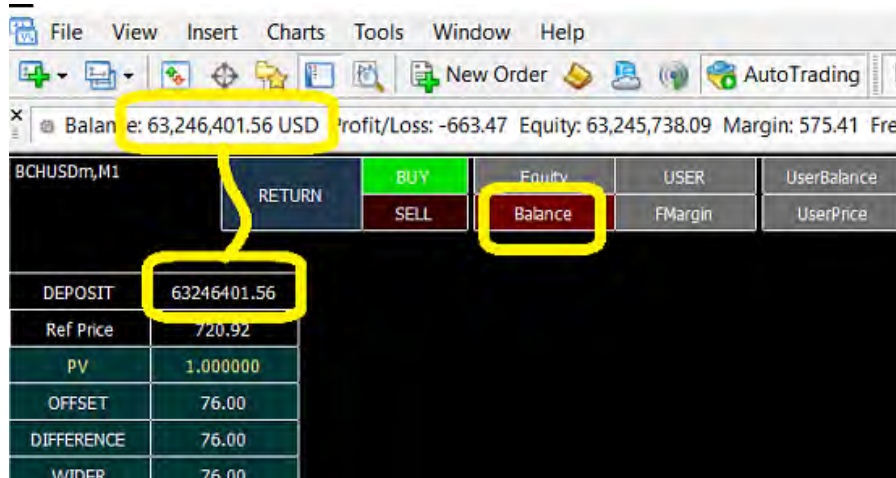 File View Insert Charts Tools Window Help
New Order AutoTrading
Balance: 63,246,401.56 USD Profit/Loss: -663.47 Equity: 63,245,738.09 Margin: 575.41 Fre
BCHUSDm,M1
RETURN
BUY Equity USER UserBalance
SELL Balance FMargin UserPrice
DEPOSIT 63246401.56
Ref Price 720.92
PV 1.000000
OFFSET 76.00
DIFFERENCE 76.00
WIDER 76.00